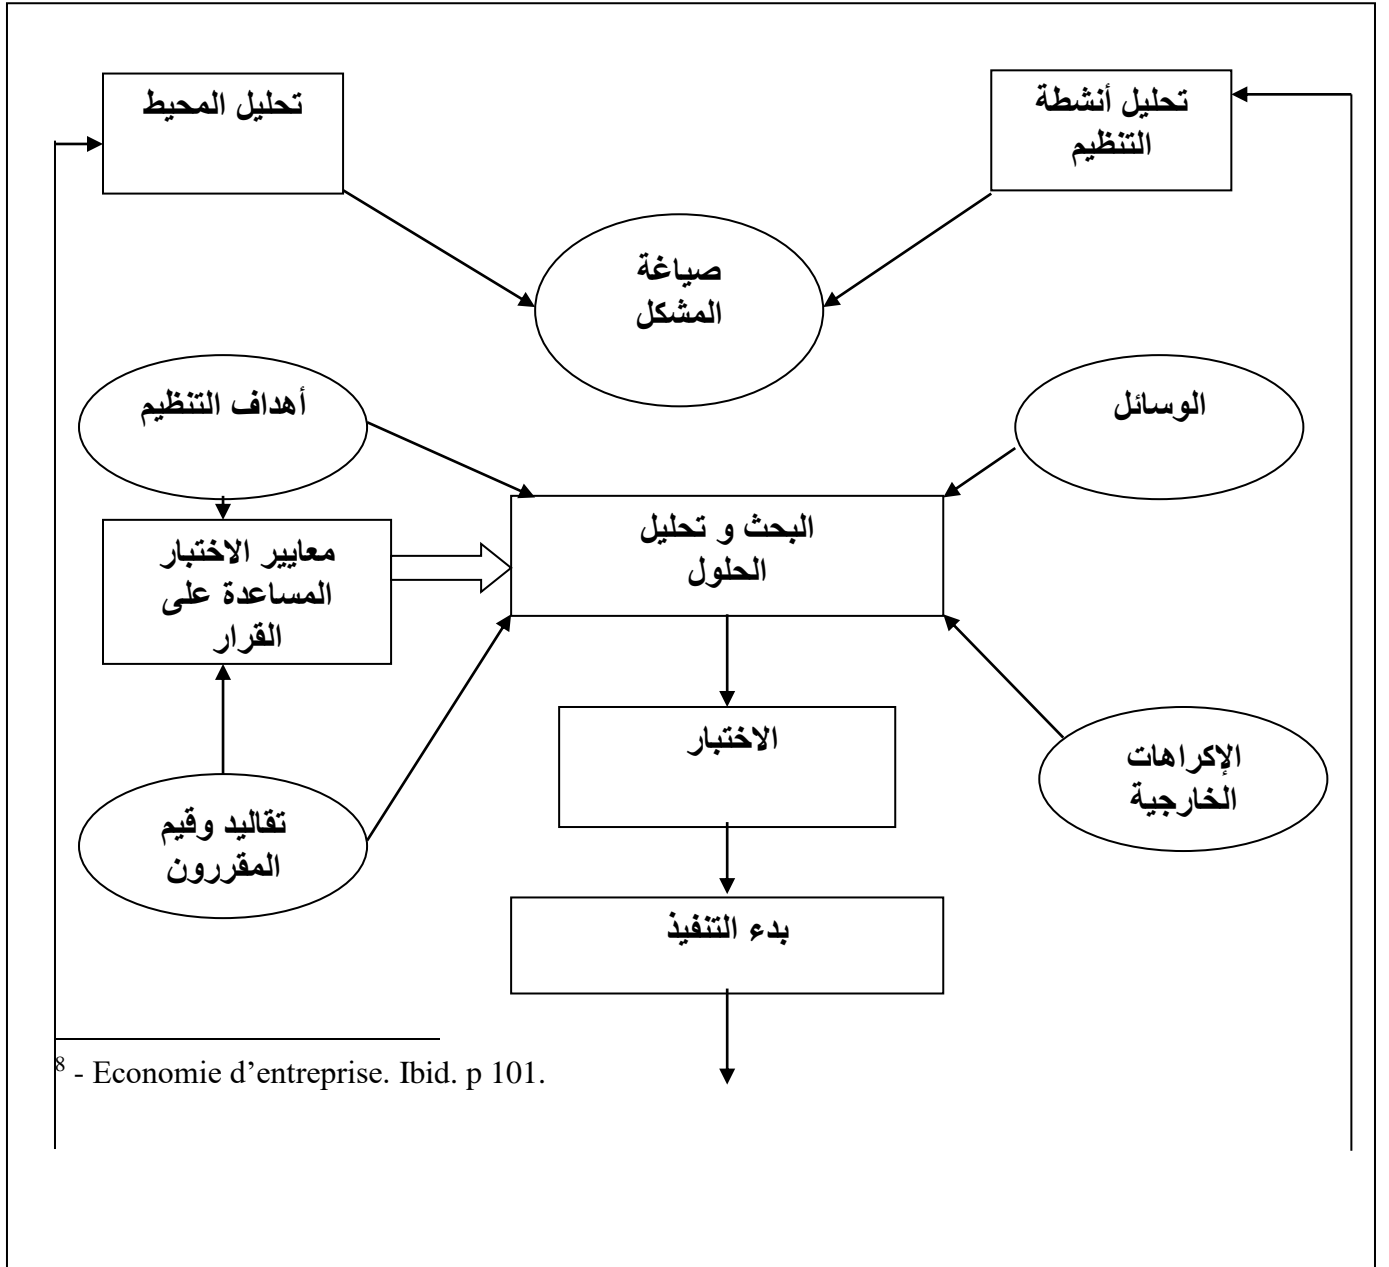 تحليل أنشطة
التنظيم
تحليل المحيط
صياغة
المشكل
الوسائل
أهداف التنظيم
البحث و تحليل
الحلول
معايير الاختبار
المساعدة على
القرار
الاختبار
الإكراهات
الخارجية
تقاليد وقيم
المقررون
بدء التنفيذ
8 - Economie d’entreprise. Ibid. p 101.